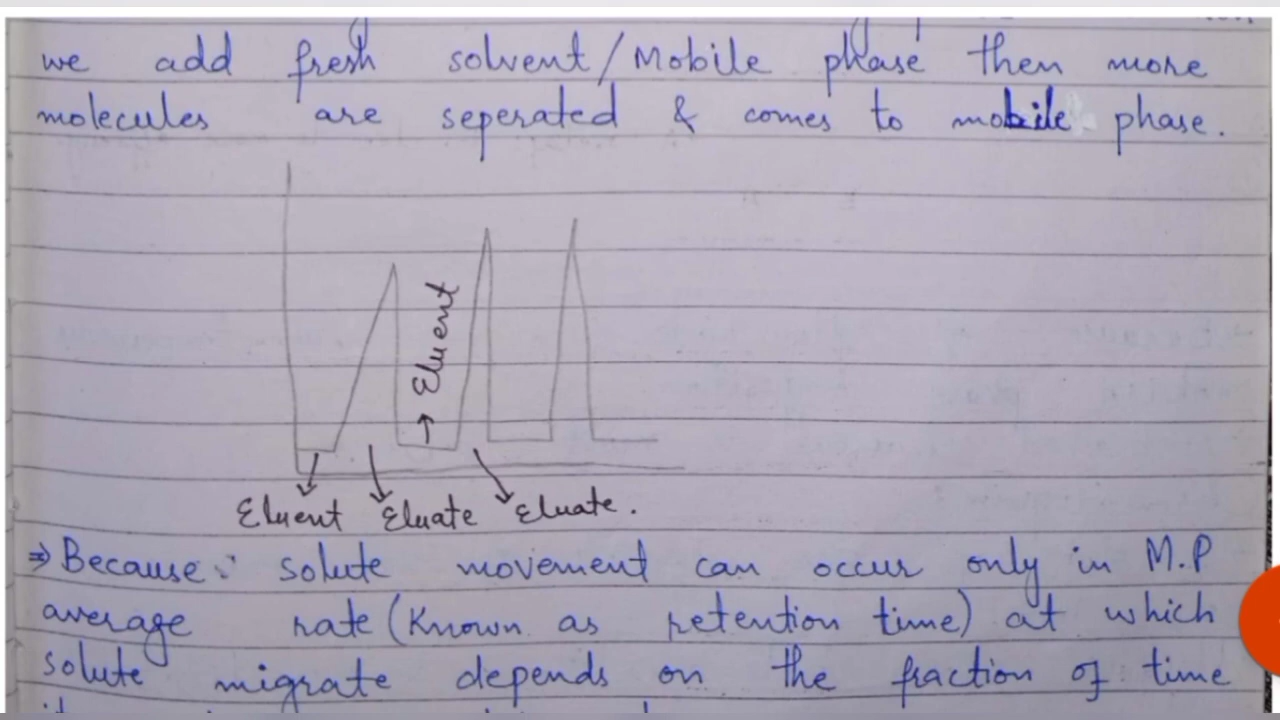 we add fresh solvent/Mobile phase then more
molecules are seperated & comes to mobile phase.
→ Eluent
Eluent Eluate Eluate.
⇒ Because solute movement can occur only in M.P
average rate (Known as retention time) at which
solute migrate depends on the fraction of time